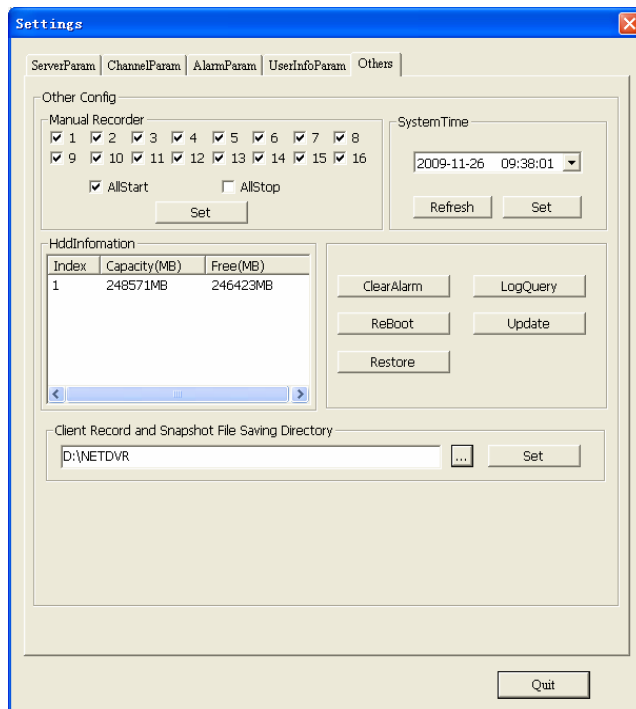 Settings
ServerParam ChannelParam AlarmParam UserInfoParam Others
Other Config
Manual Recorder
1 2 3 4 5 6 7 8
9 10 11 12 13 14 15 16
AllStart AllStop
Set
SystemTime
2009-11-26 09:38:01
Refresh Set
HddInfomation
Index Capacity(MB) Free(MB)
1 248571MB 246423MB
ClearAlarm LogQuery
ReBoot Update
Restore
Client Record and Snapshot File Saving Directory
D:\NETDVR ... Set
Quit